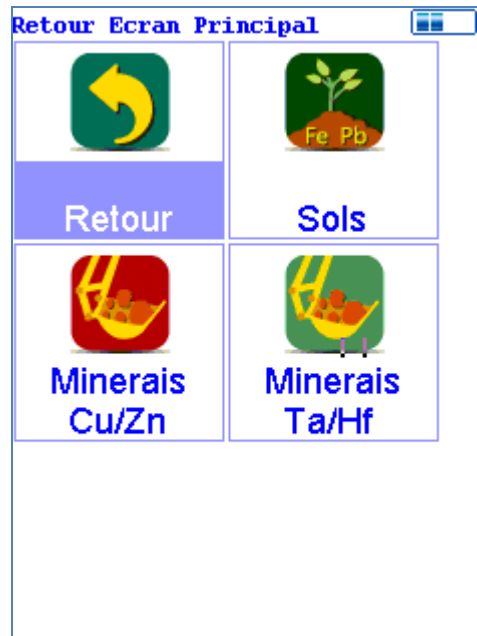 Retour Ecran Principal
Fe Pb
Retour
Sols
Minerais
Cu/Zn
Minerais
Ta/Hf